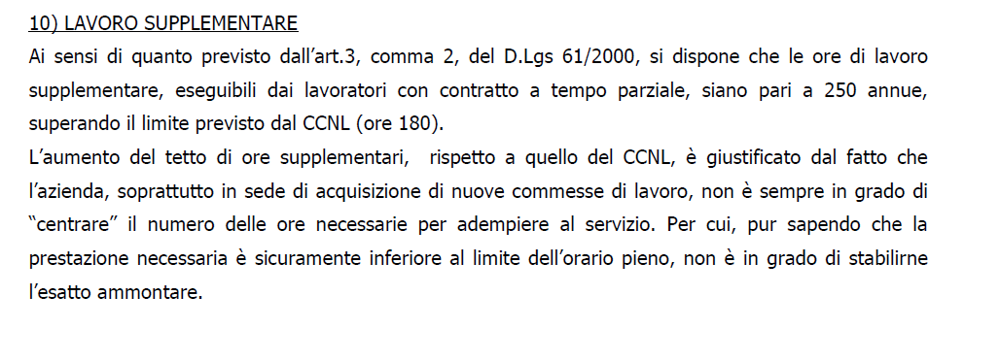 10) LAVORO SUPPLEMENTARE
Ai sensi di quanto previsto dall’art.3, comma 2, del D.Lgs 61/2000, si dispone che le ore di lavoro
supplementare, eseguibili dai lavoratori con contratto a tempo parziale, siano pari a 250 annue,
superando il limite previsto dal CCNL (ore 180).
L’aumento del tetto di ore supplementari,  rispetto a quello del CCNL, è giustificato dal fatto che
l’azienda, soprattutto in sede di acquisizione di nuove commesse di lavoro, non è sempre in grado di
“centrare” il numero delle ore necessarie per adempiere al servizio. Per cui, pur sapendo che la
prestazione necessaria è sicuramente inferiore al limite dell’orario pieno, non è in grado di stabilirne
l’esatto ammontare.